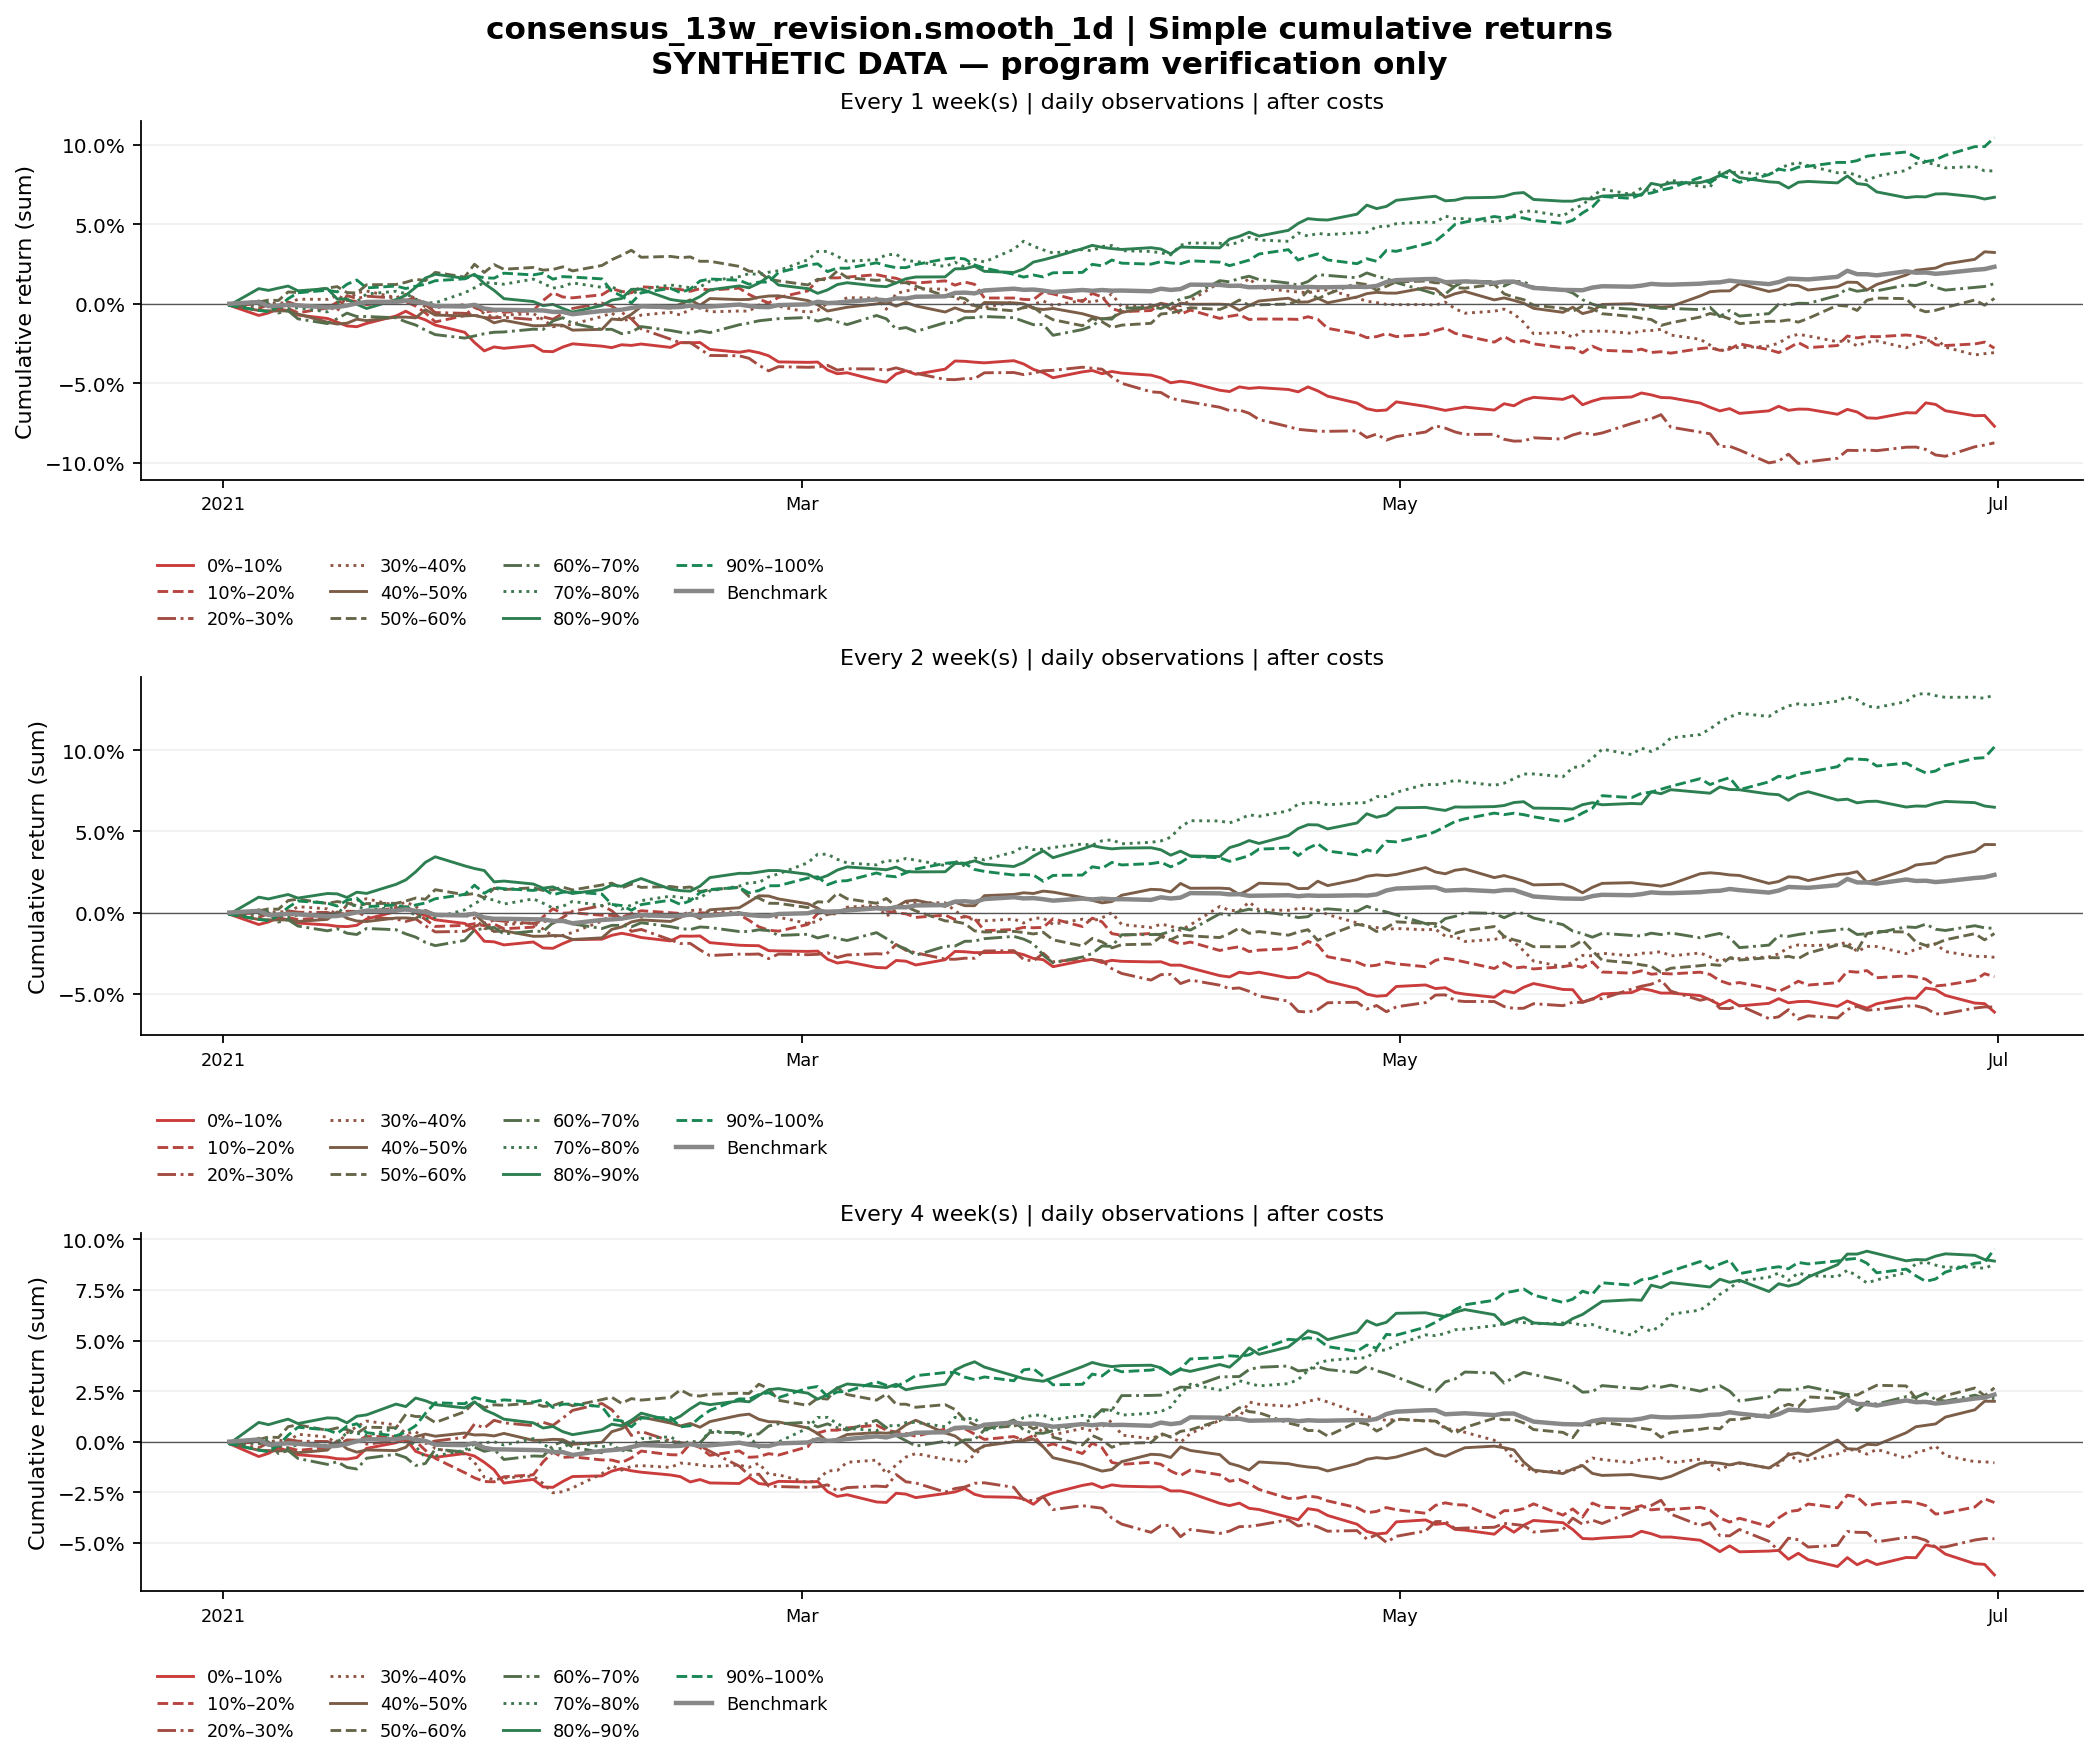 consensus_13w_revision.smooth_1d | Simple cumulative returns
SYNTHETIC DATA — program verification only
Every 1 week(s) | daily observations | after costs
Cumulative return (sum)
10.0%
5.0%
0.0%
−5.0%
−10.0%
2021 Mar May Jul
0%–10% 30%–40% 60%–70% 90%–100%
10%–20% 40%–50% 70%–80% Benchmark
20%–30% 50%–60% 80%–90%
Every 2 week(s) | daily observations | after costs
Cumulative return (sum)
10.0%
5.0%
0.0%
−5.0%
2021 Mar May Jul
0%–10% 30%–40% 60%–70% 90%–100%
10%–20% 40%–50% 70%–80% Benchmark
20%–30% 50%–60% 80%–90%
Every 4 week(s) | daily observations | after costs
Cumulative return (sum)
10.0%
7.5%
5.0%
2.5%
0.0%
−2.5%
−5.0%
2021 Mar May Jul
0%–10% 30%–40% 60%–70% 90%–100%
10%–20% 40%–50% 70%–80% Benchmark
20%–30% 50%–60% 80%–90%